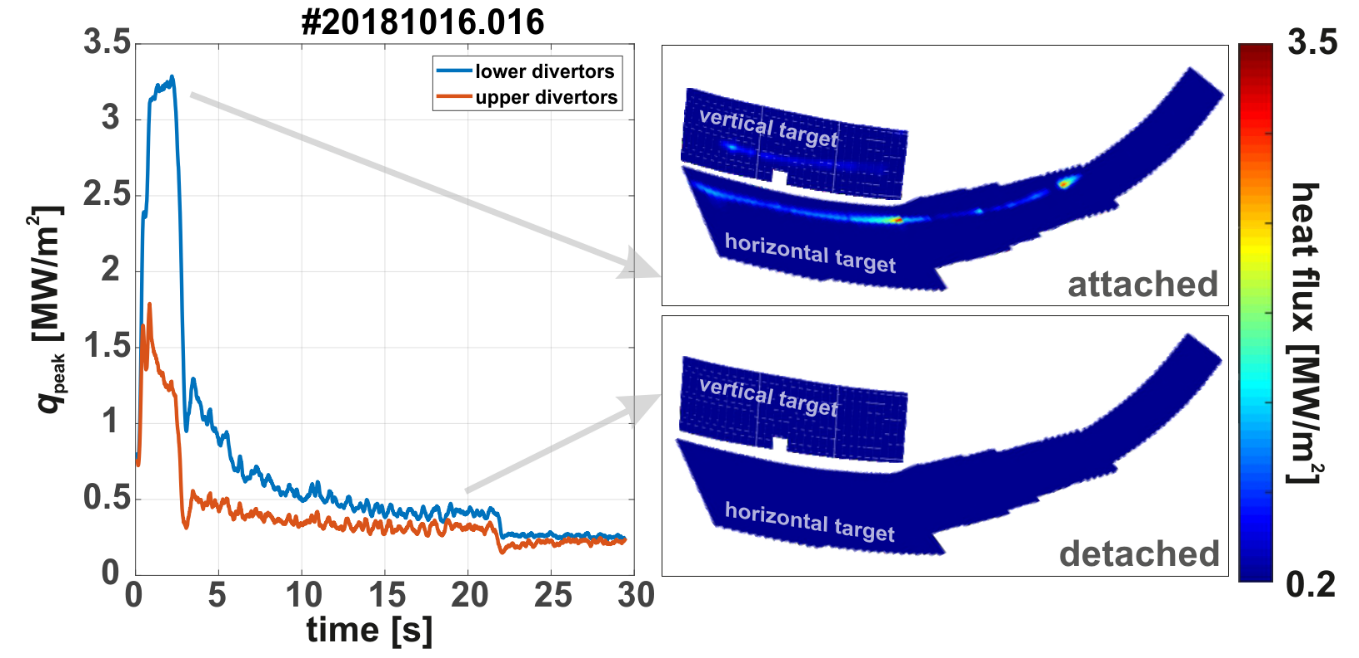 #20181016.016
3.5
3
2.5
2
1.5
1
0.5
0
q_peak [MW/m²]
0 5 10 15 20 25 30
time [s]
lower divertors
upper divertors
vertical target
horizontal target
attached
vertical target
horizontal target
detached
3.5
heat flux [MW/m²]
0.2